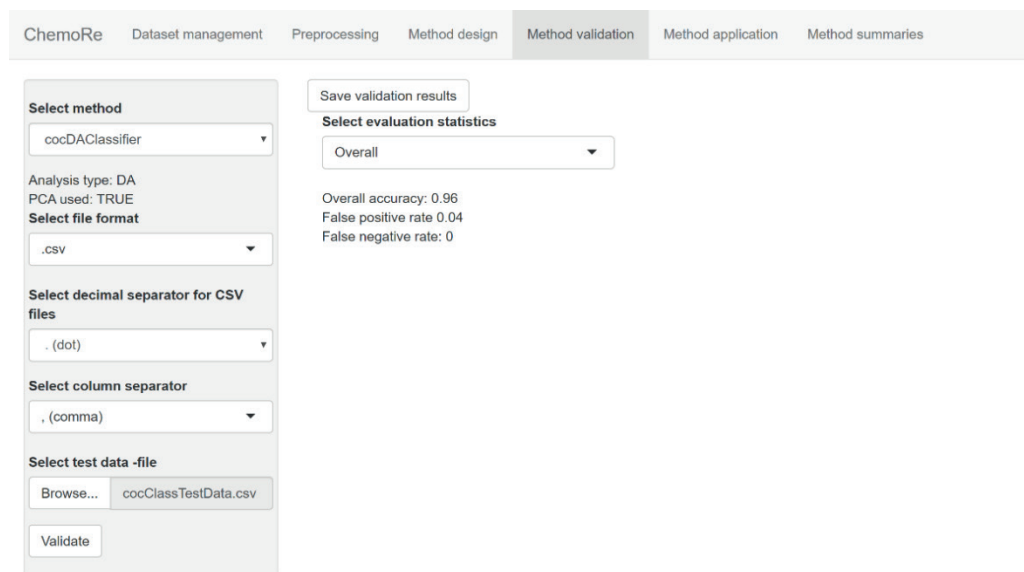 ChemoRe Dataset management Preprocessing Method design Method validation Method application Method summaries
Select method
cocDAClassifier
Analysis type: DA
PCA used: TRUE
Select file format
.csv
Select decimal separator for CSV
files
. (dot)
Select column separator
, (comma)
Select test data -file
Browse... cocClassTestData.csv
Validate
Save validation results
Select evaluation statistics
Overall
Overall accuracy: 0.96
False positive rate 0.04
False negative rate: 0